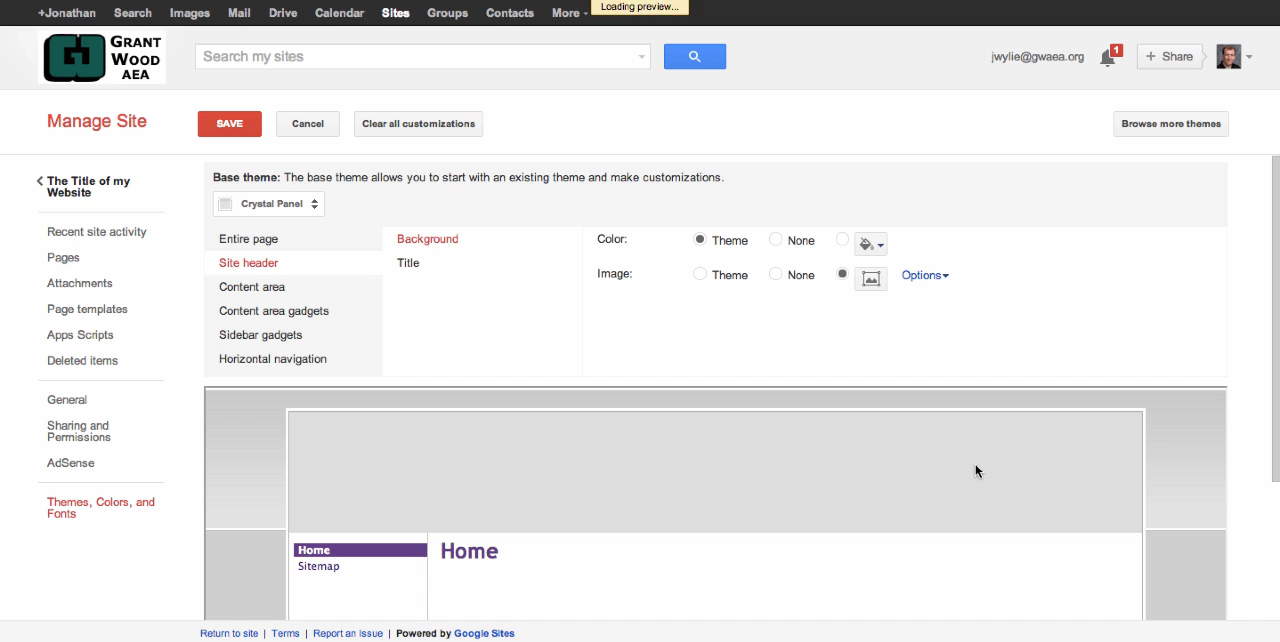 +Jonathan Search Images Mail Drive Calendar Sites Groups Contacts More
Loading preview...
GRANT
WOOD
AEA
Search my sites
jwylie@gwaea.org
1
+ Share
Manage Site
SAVE
Cancel
Clear all customizations
Browse more themes
The Title of my
Website
Recent site activity
Pages
Attachments
Page templates
Apps Scripts
Deleted items
General
Sharing and
Permissions
AdSense
Themes, Colors, and
Fonts
Base theme: The base theme allows you to start with an existing theme and make customizations.
Crystal Panel
Entire page
Site header
Content area
Content area gadgets
Sidebar gadgets
Horizontal navigation
Background
Title
Color: Theme None
Image: Theme None Options
Home
Sitemap
Home
Return to site | Terms | Report an Issue | Powered by Google Sites